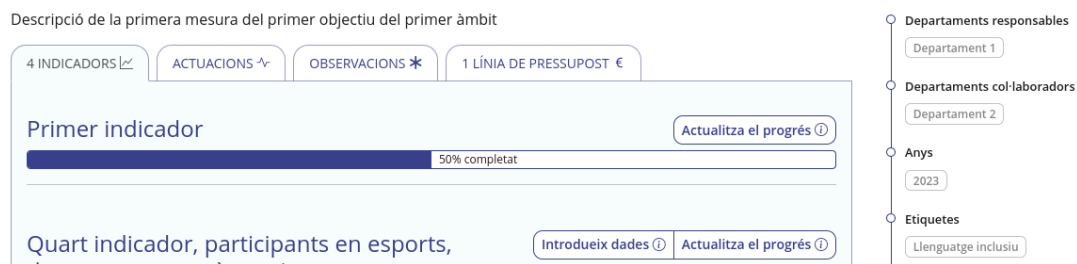 Descripció de la primera mesura del primer objectiu del primer àmbit
4 INDICADORS
ACTUACIONS
OBSERVACIONS
1 LÍNIA DE PRESSUPOST €
Primer indicador
Actualitza el progrés
50% completat
Quart indicador, participants en esports,
Introdueix dades
Actualitza el progrés
Departaments responsables
Departament 1
Departaments col·laboradors
Departament 2
Anys
2023
Etiquetes
Llenguatge inclusiu